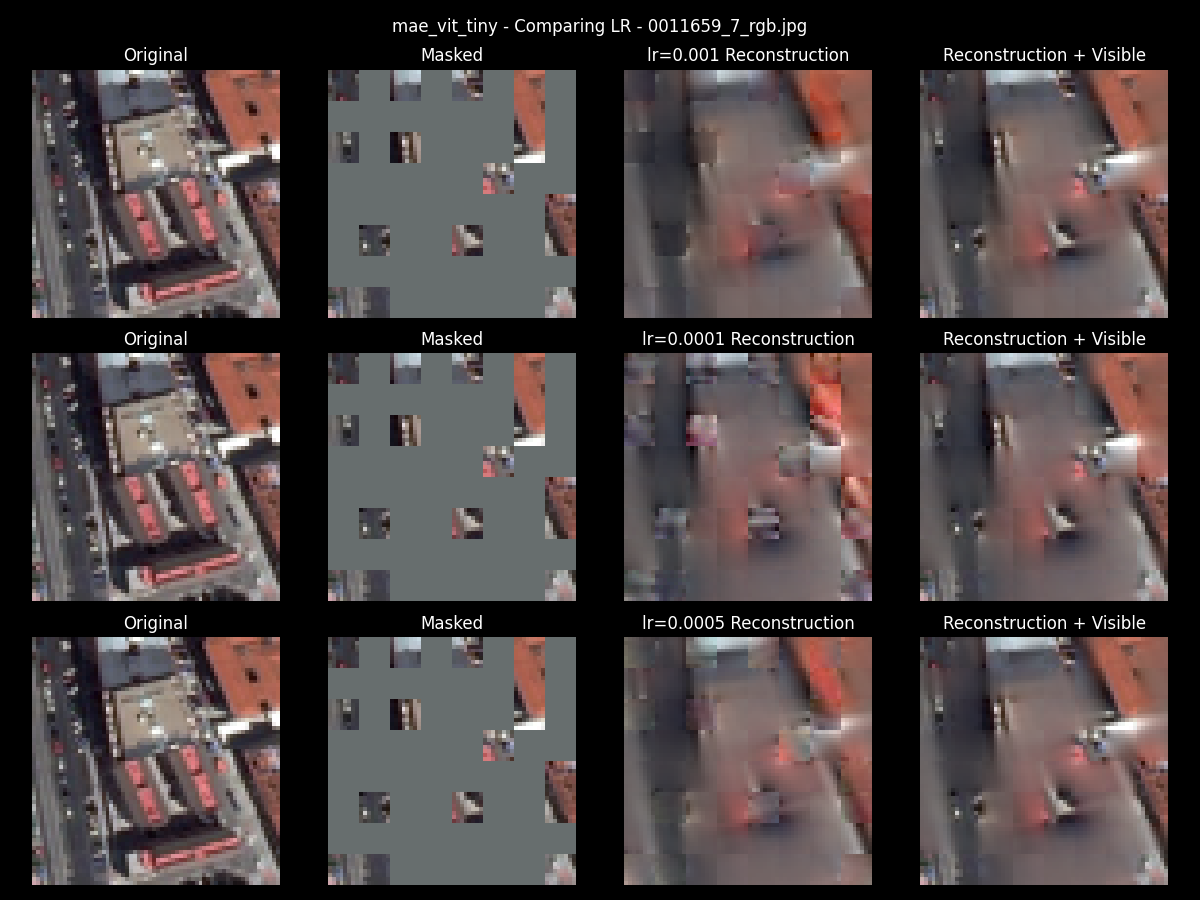 mae_vit_tiny - Comparing LR - 0011659_7_rgb.jpg
Original
Masked
lr=0.001 Reconstruction
Reconstruction + Visible
Original
Masked
lr=0.0001 Reconstruction
Reconstruction + Visible
Original
Masked
lr=0.0005 Reconstruction
Reconstruction + Visible